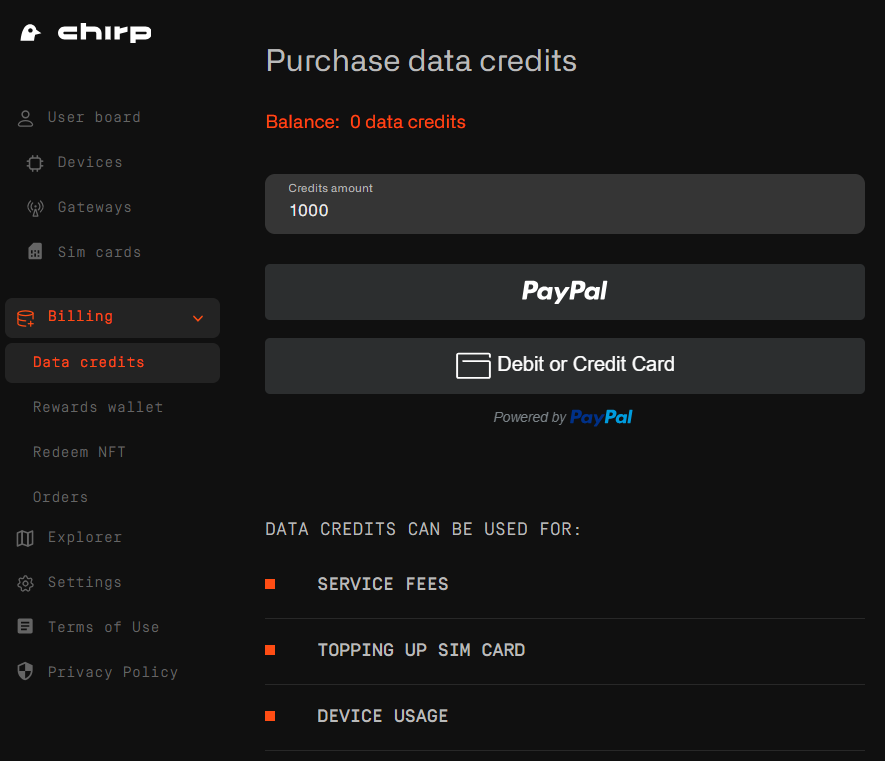 chirp
User board
Devices
Gateways
Sim cards
Billing
Data credits
Rewards wallet
Redeem NFT
Orders
Explorer
Settings
Terms of Use
Privacy Policy
Purchase data credits
Balance: 0 data credits
Credits amount
1000
PayPal
Debit or Credit Card
Powered by PayPal
DATA CREDITS CAN BE USED FOR:
SERVICE FEES
TOPPING UP SIM CARD
DEVICE USAGE